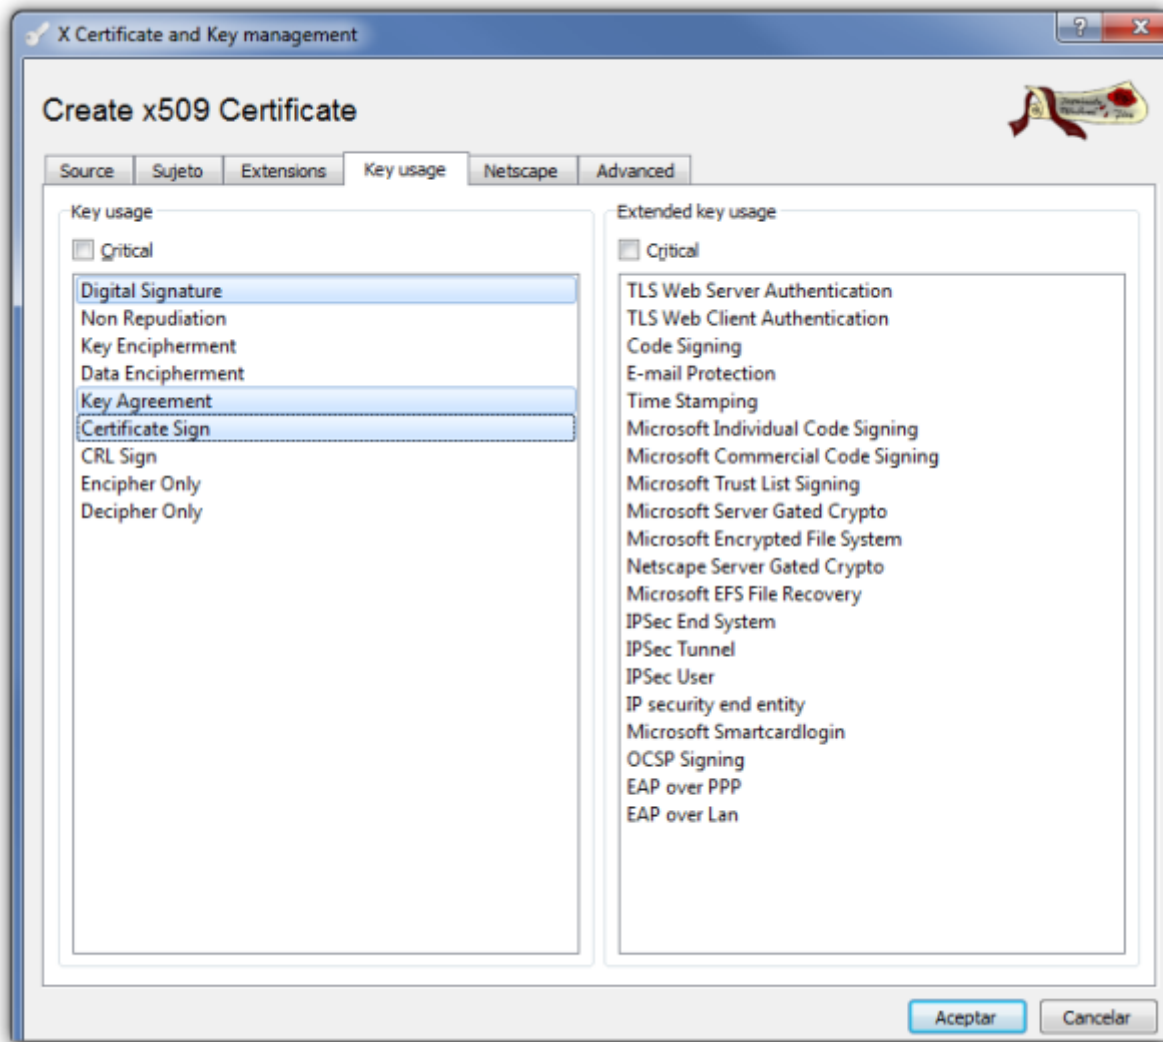 X Certificate and Key management
Create x509 Certificate
Source Sujeto Extensions Key usage Netscape Advanced
Key usage
Critical
Digital Signature
Non Repudiation
Key Encipherment
Data Encipherment
Key Agreement
Certificate Sign
CRL Sign
Encipher Only
Decipher Only
Extended key usage
Critical
TLS Web Server Authentication
TLS Web Client Authentication
Code Signing
E-mail Protection
Time Stamping
Microsoft Individual Code Signing
Microsoft Commercial Code Signing
Microsoft Trust List Signing
Microsoft Server Gated Crypto
Microsoft Encrypted File System
Netscape Server Gated Crypto
Microsoft EFS File Recovery
IPSec End System
IPSec Tunnel
IPSec User
IP security end entity
Microsoft Smartcardlogin
OCSP Signing
EAP over PPP
EAP over Lan
Aceptar Cancelar